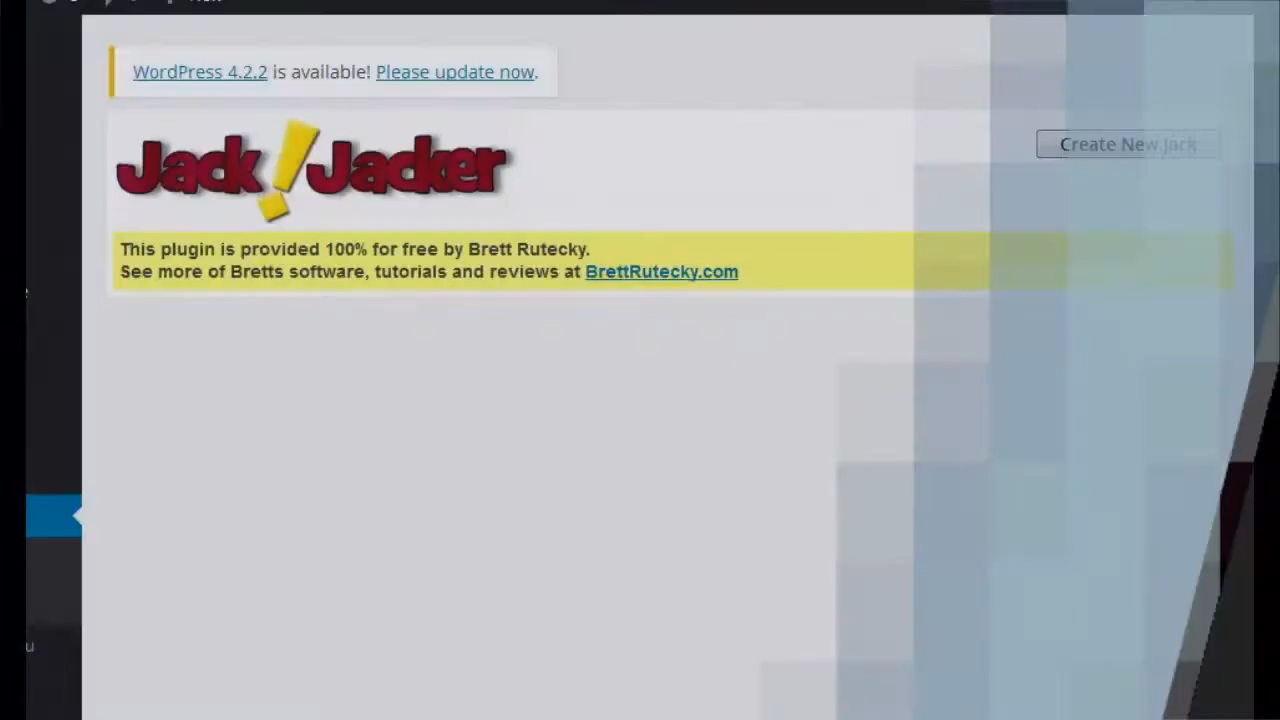 WordPress 4.2.2 is available! Please update now.
Jack!Jacker
Create New Jack
This plugin is provided 100% for free by Brett Rutecky.
See more of Bretts software, tutorials and reviews at BrettRutecky.com